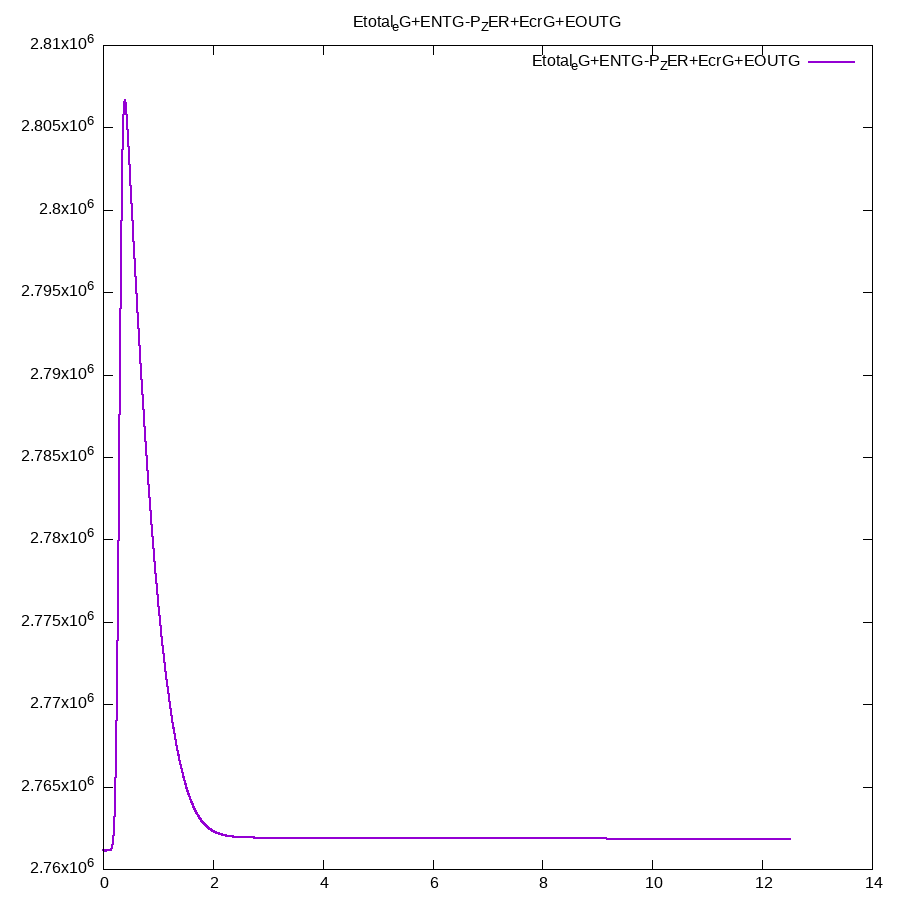 Etotal_eG+ENTG-P_ZER+EcrG+EOUTG
Etotal_eG+ENTG-P_ZER+EcrG+EOUTG
2.81x10^6
2.805x10^6
2.8x10^6
2.795x10^6
2.79x10^6
2.785x10^6
2.78x10^6
2.775x10^6
2.77x10^6
2.765x10^6
2.76x10^6
0 2 4 6 8 10 12 14